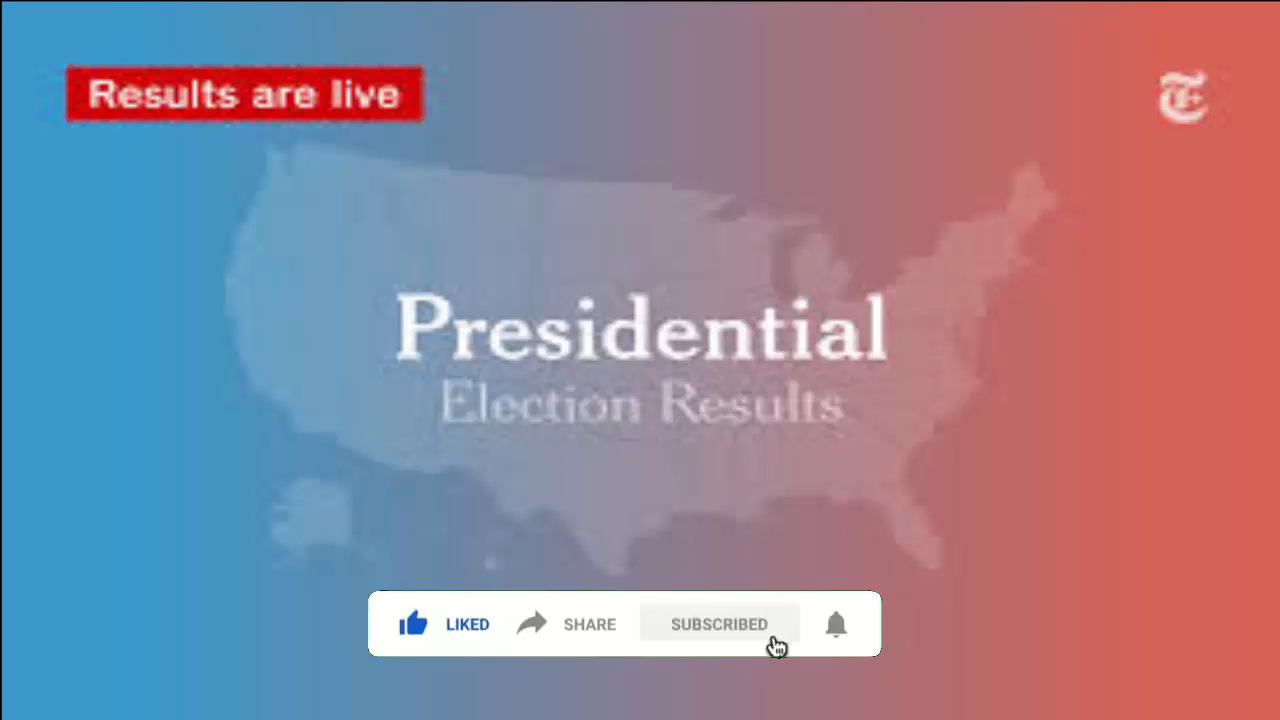 Results are live
Presidential
Election Results
LIKED SHARE SUBSCRIBED